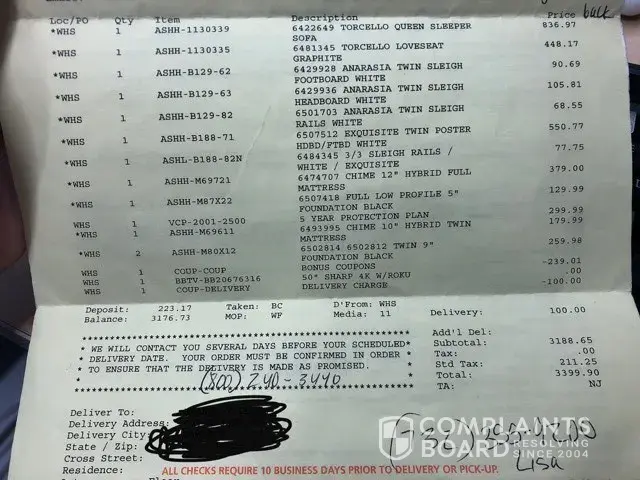 Loc/PO Qty Item Description Price bulk
*WHS 1 ASHH-1130339 6422649 TORCELLO QUEEN SLEEPER 836.97
SOFA
*WHS 1 ASHH-1130335 6481345 TORCELLO LOVESEAT 448.17
GRAPHITE
*WHS 1 ASHH-B129-62 6429928 ANARASIA TWIN SLEIGH 90.69
FOOTBOARD WHITE
*WHS 1 ASHH-B129-63 6429936 ANARASIA TWIN SLEIGH 105.81
HEADBOARD WHITE
*WHS 1 ASHH-B129-82 6501703 ANARASIA TWIN SLEIGH 68.55
RAILS WHITE
*WHS 1 ASHH-B188-71 6507512 EXQUISITE TWIN POSTER 550.77
HDBD/FTBD WHITE
*WHS 1 ASHL-B188-82N 6484345 3/3 SLEIGH RAILS / 77.75
WHITE / EXQUISITE
*WHS 1 ASHH-M69721 6474707 CHIME 12" HYBRID FULL 379.00
MATTRESS
*WHS 1 ASHH-M87X22 6507418 FULL LOW PROFILE 5" 129.99
FOUNDATION BLACK
WHS 1 VCP-2001-2500 5 YEAR PROTECTION PLAN 299.99
*WHS 1 ASHH-M69611 6493995 CHIME 10" HYBRID TWIN 179.99
MATTRESS
*WHS 2 ASHH-M80X12 6502814 6502812 TWIN 9" 259.98
FOUNDATION BLACK
WHS 1 COUP-COUP BONUS COUPONS -239.01
WHS 1 BBTV-BB20676316 50" SHARP 4K W/ROKU .00
WHS 1 COUP-DELIVERY DELIVERY CHARGE -100.00
Deposit: 223.17 Taken: BC D'From: WHS Delivery: 100.00
Balance: 3176.73 MOP: WF Media: 11
Add'l Del:
* WE WILL CONTACT YOU SEVERAL DAYS BEFORE YOUR SCHEDULED* Subtotal: 3188.65
* DELIVERY DATE. YOUR ORDER MUST BE CONFIRMED IN ORDER * Tax: .00
* TO ENSURE THAT THE DELIVERY IS MADE AS PROMISED. * Std Tax: 211.25
Total: 3399.90
TA: NJ
(800) 240-3440
Deliver To:
Delivery Address:
Delivery City:
State / Zip:
Cross Street:
Residence:
COMPLAINTS
BOARD RESOLVING
SINCE 2004
Lisa
ALL CHECKS REQUIRE 10 BUSINESS DAYS PRIOR TO DELIVERY OR PICK-UP.